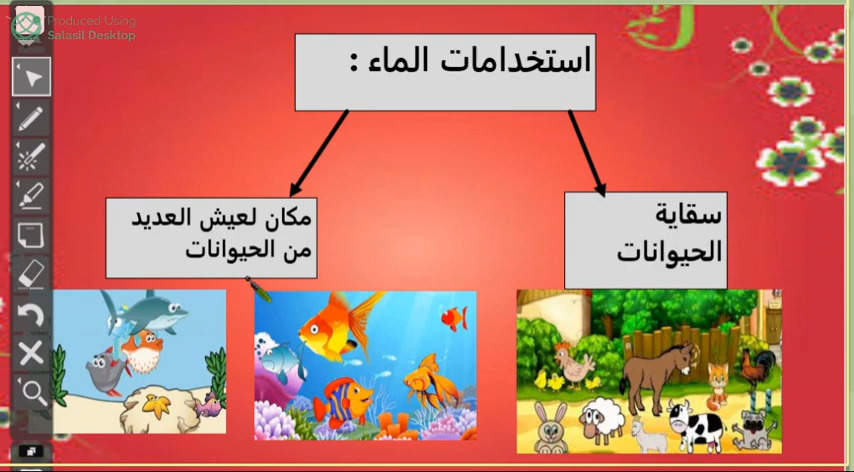 Produced Using
Salasil Desktop
استخدامات الماء :
سقاية
الحيوانات
مكان لعيش العديد
من الحيوانات